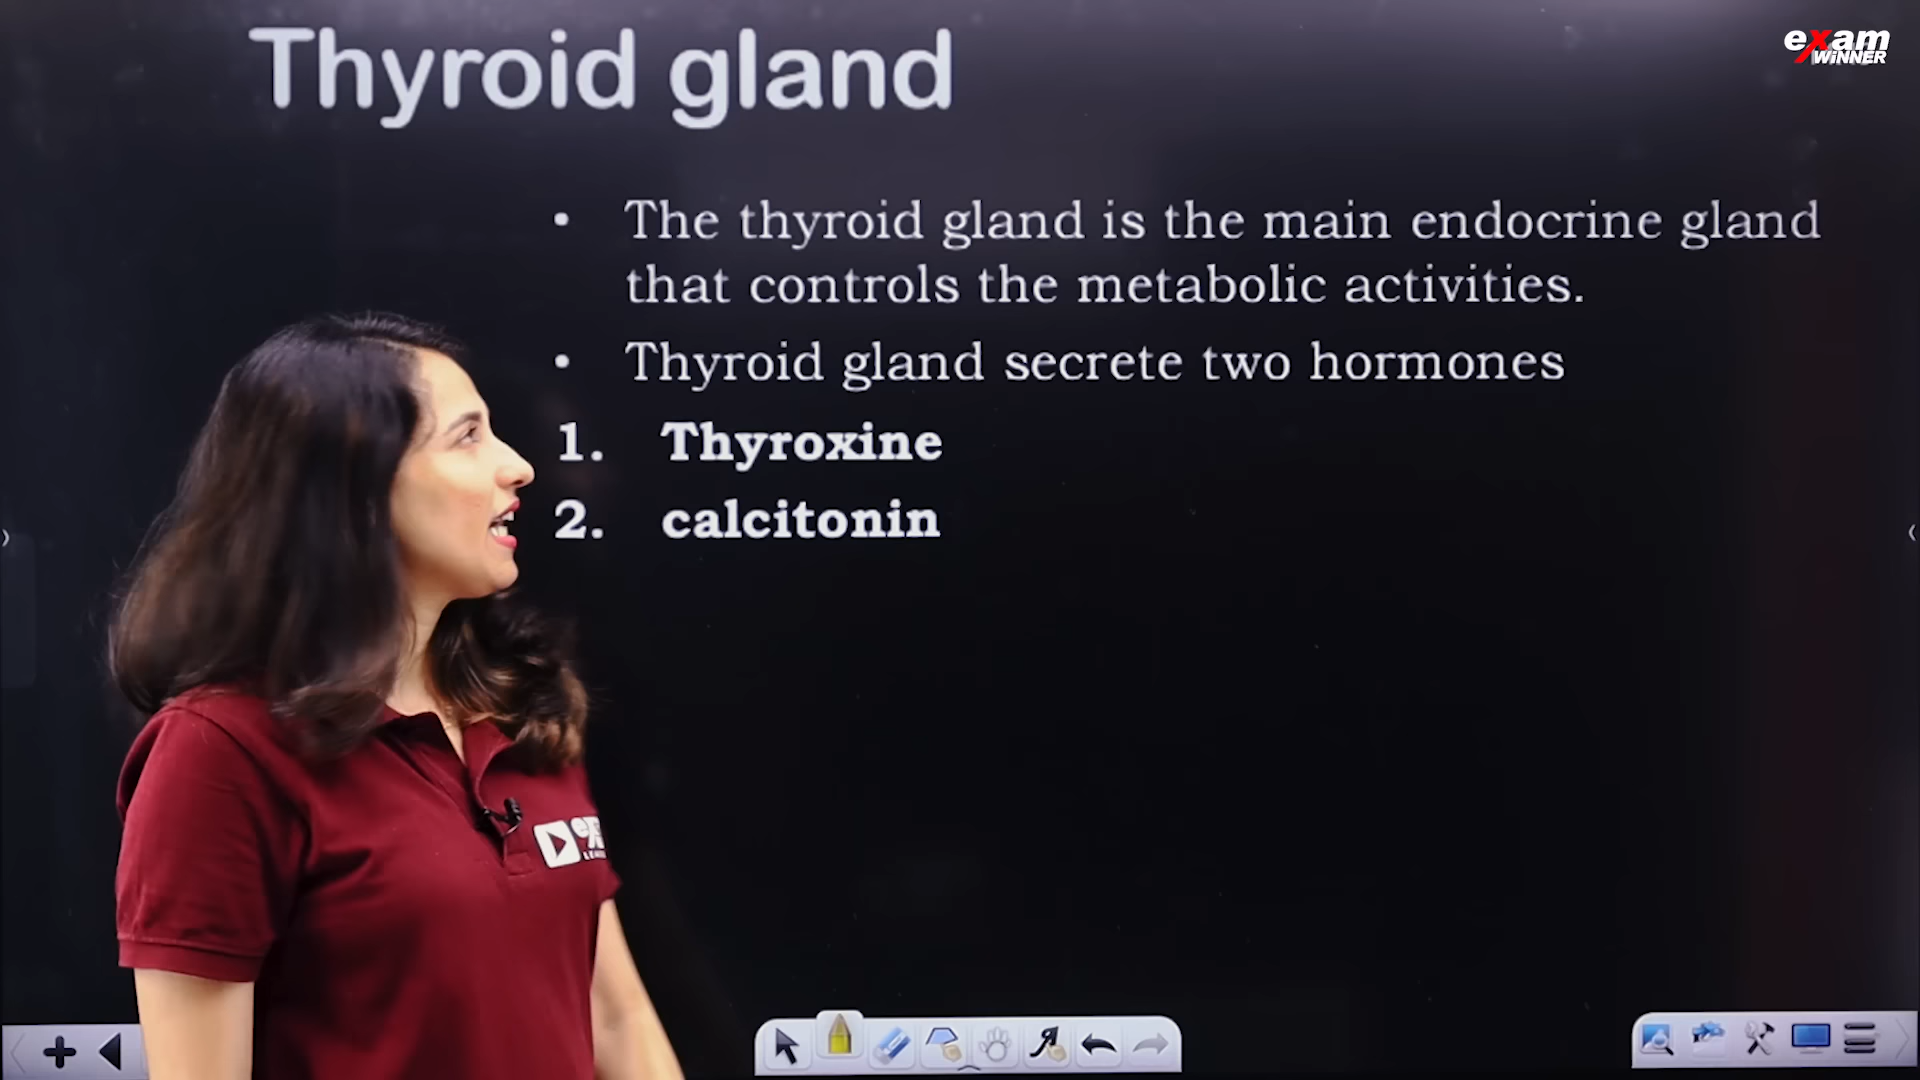 Thyroid gland
exam
WiNNER
• The thyroid gland is the main endocrine gland
that controls the metabolic activities.
• Thyroid gland secrete two hormones
1. Thyroxine
2. calcitonin